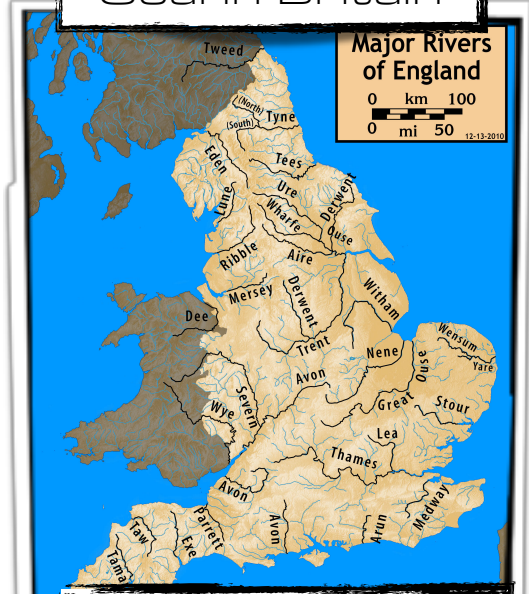 Major Rivers
of England
0 km 100
0 mi 50
12-13-2010
Tweed
(North)
(South)
Tyne
Eden
Tees
Lune
Ure
Derwent
Wharfe
Ouse
Ribble
Aire
Mersey
Derwent
Witham
Dee
Trent
Nene
Ouse
Wensum
Yare
Avon
Severn
Great
Stour
Wye
Lea
Thames
Avon
Avon
Arun
Medway
Parrett
Exe
Taw
Tama